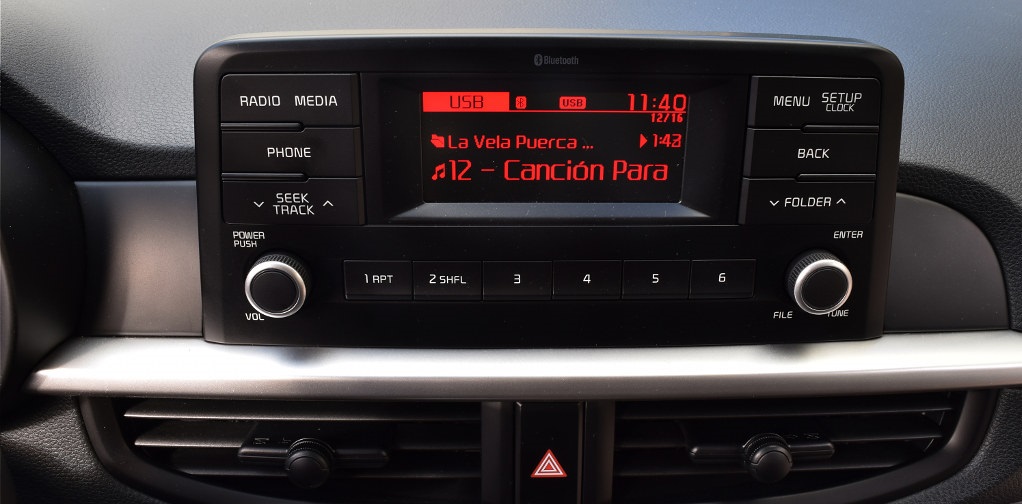 Bluetooth
RADIO MEDIA
PHONE
SEEK
TRACK
POWER
PUSH
VOL
USB USB 11:40
12/16
La Vela Puerca ... 1:43
12 - Canción Para
1 RPT 2 SHFL 3 4 5 6
MENU SETUP
CLOCK
BACK
FOLDER
ENTER
FILE TUNE